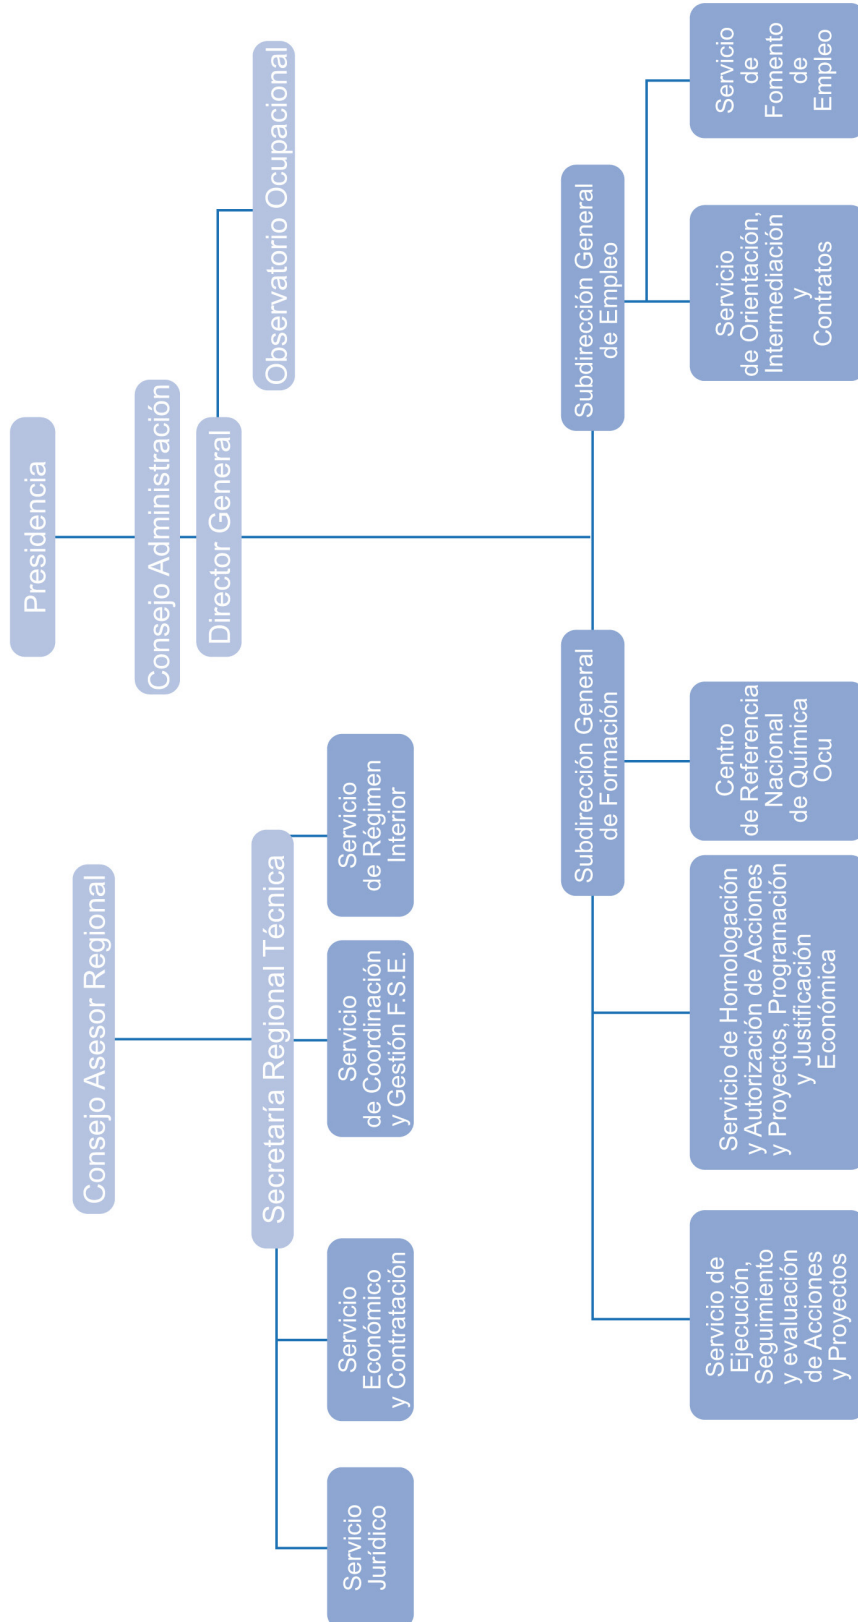 Presidencia
Consejo Asesor Regional
Consejo Administración
Director General
Observatorio Ocupacional
Secretaría Regional Técnica
Servicio
Jurídico
Servicio
Económico
y Contratación
Servicio
de Coordinación
y Gestión F.S.E.
Servicio
de Régimen
Interior
Subdirección General
de Formación
Subdirección General
de Empleo
Servicio de
Ejecución,
Seguimiento
y evaluación
de Acciones
y Proyectos
Servicio de Homologación
y Autorización de Acciones
y Proyectos, Programación
y Justificación
Económica
Centro
de Referencia
Nacional
de Química
Ocu
Servicio
de Orientación,
Intermediación
y
Contratos
Servicio
de
Fomento
de
Empleo